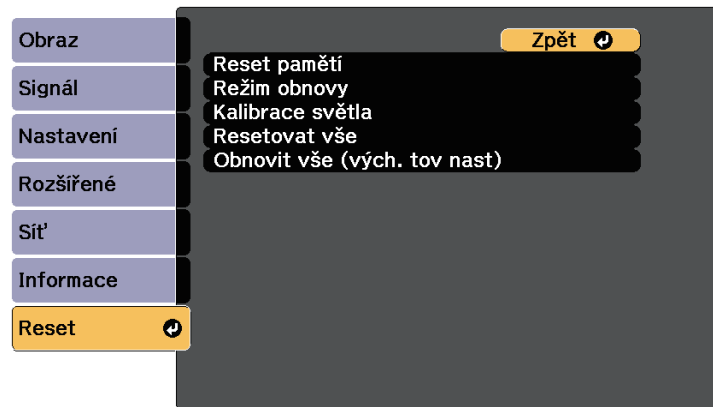 Obraz
Signál
Nastavení
Rozšířené
Síť
Informace
Reset
Zpět
Reset pamětí
Režim obnovy
Kalibrace světla
Resetovat vše
Obnovit vše (vých. tov nast)